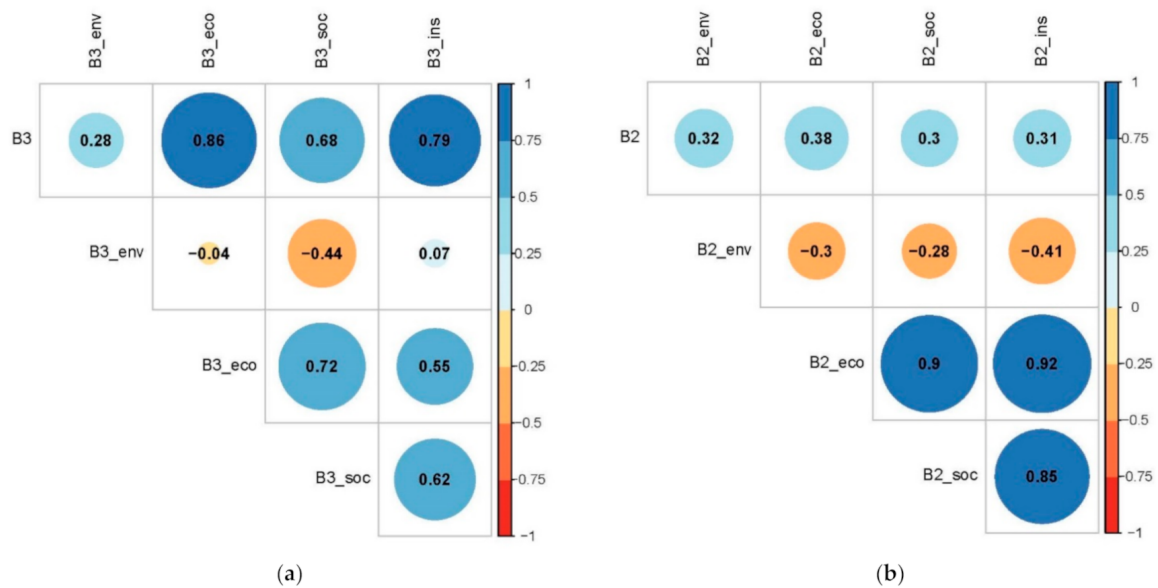 B3_env B3_eco B3_soc B3_ins
B3 0.28 0.86 0.68 0.79
B3_env −0.04 −0.44 0.07
B3_eco 0.72 0.55
B3_soc 0.62
1
0.75
0.5
0.25
0
−0.25
−0.5
−0.75
−1
(a)
B2_env B2_eco B2_soc B2_ins
B2 0.32 0.38 0.3 0.31
B2_env −0.3 −0.28 −0.41
B2_eco 0.9 0.92
B2_soc 0.85
1
0.75
0.5
0.25
0
−0.25
−0.5
−0.75
−1
(b)